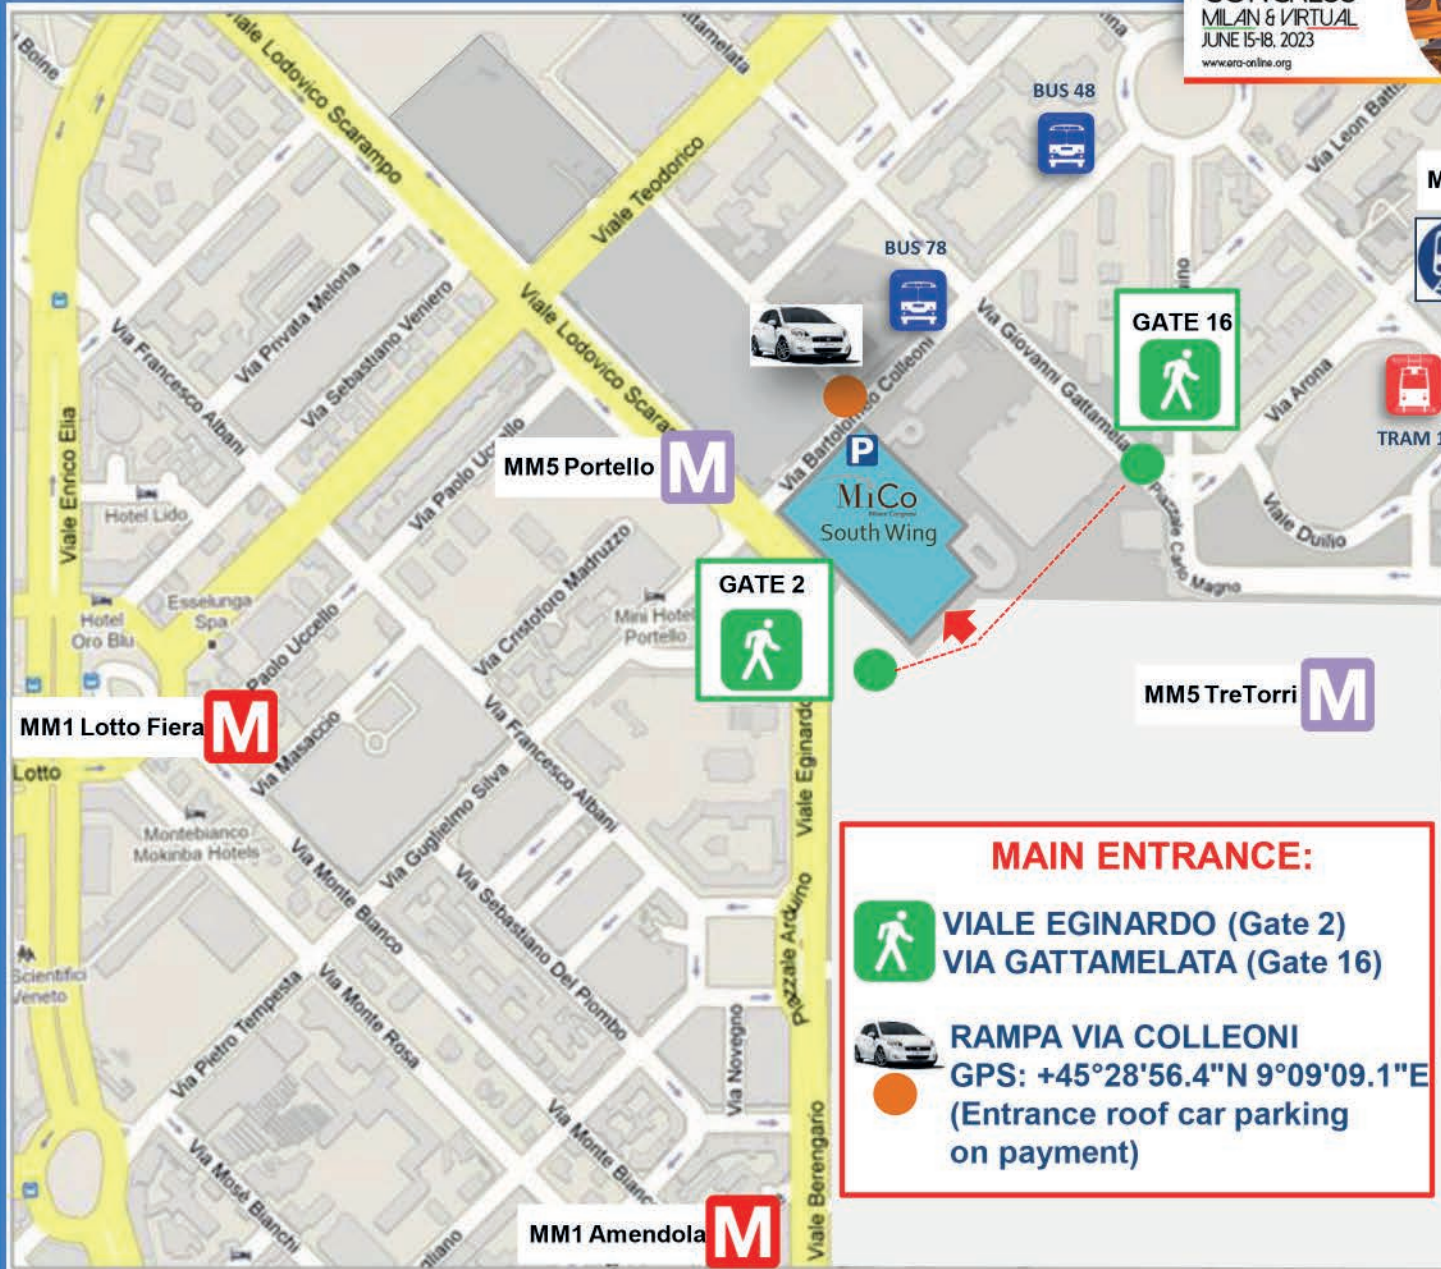 MILAN & VIRTUAL
JUNE 15-18, 2023
www.era-online.org
Boine
Viale Lodovico Scarampo
BUS 48
Via Leon Batti
Viale Teodorico
BUS 78
Via Privata Meloria
Via Sebastiano Veniero
Via Francesco Albani
Viale Lodovico Scaram
Via Giovanni Gattamela
GATE 16
Via Arona
TRAM 1
Viale Enrico Elia
Via Paolo Uccello
MM5 Portello M
Via Bartolomeo Colleoni
P
MiCo
South Wing
Hotel Lido
Viale Duilio
Piazzale Carlo Magno
Via Cristoforo Madruzzo
GATE 2
Esselunga
Spa
Hotel
Oro Blu
Mini Hotel
Portello
Paolo Uccello
MM5 TreTorri M
MM1 Lotto Fiera M
Lotto
Via Masaccio
Via Francesco Albani
Viale Eginardo
Via Guglielmo Silva
Montebianco
Mokinba Hotels
Via Monte Bianco
Via Sebastiano Del Piombo
Piazzale Arduino
Scientifici
Veneto
Via Pietro Tempesta
Via Monte Rosa
Via Novegno
Via Monte Bianc
Via Mosè Bianchi
Viale Berengario
MM1 Amendola M
MAIN ENTRANCE:
VIALE EGINARDO (Gate 2)
VIA GATTAMELATA (Gate 16)
RAMPA VIA COLLEONI
GPS: +45°28'56.4"N 9°09'09.1"E
(Entrance roof car parking
on payment)